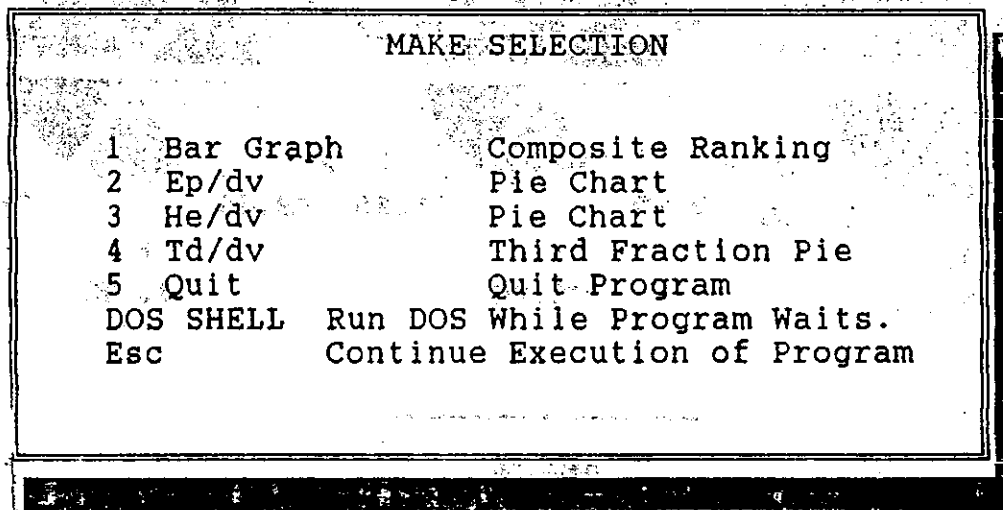 MAKE SELECTION
1 Bar Graph Composite Ranking
2 Ep/dv Pie Chart
3 He/dv Pie Chart
4 Td/dv Third Fraction Pie
5 Quit Quit Program
DOS SHELL Run DOS While Program Waits.
Esc Continue Execution of Program